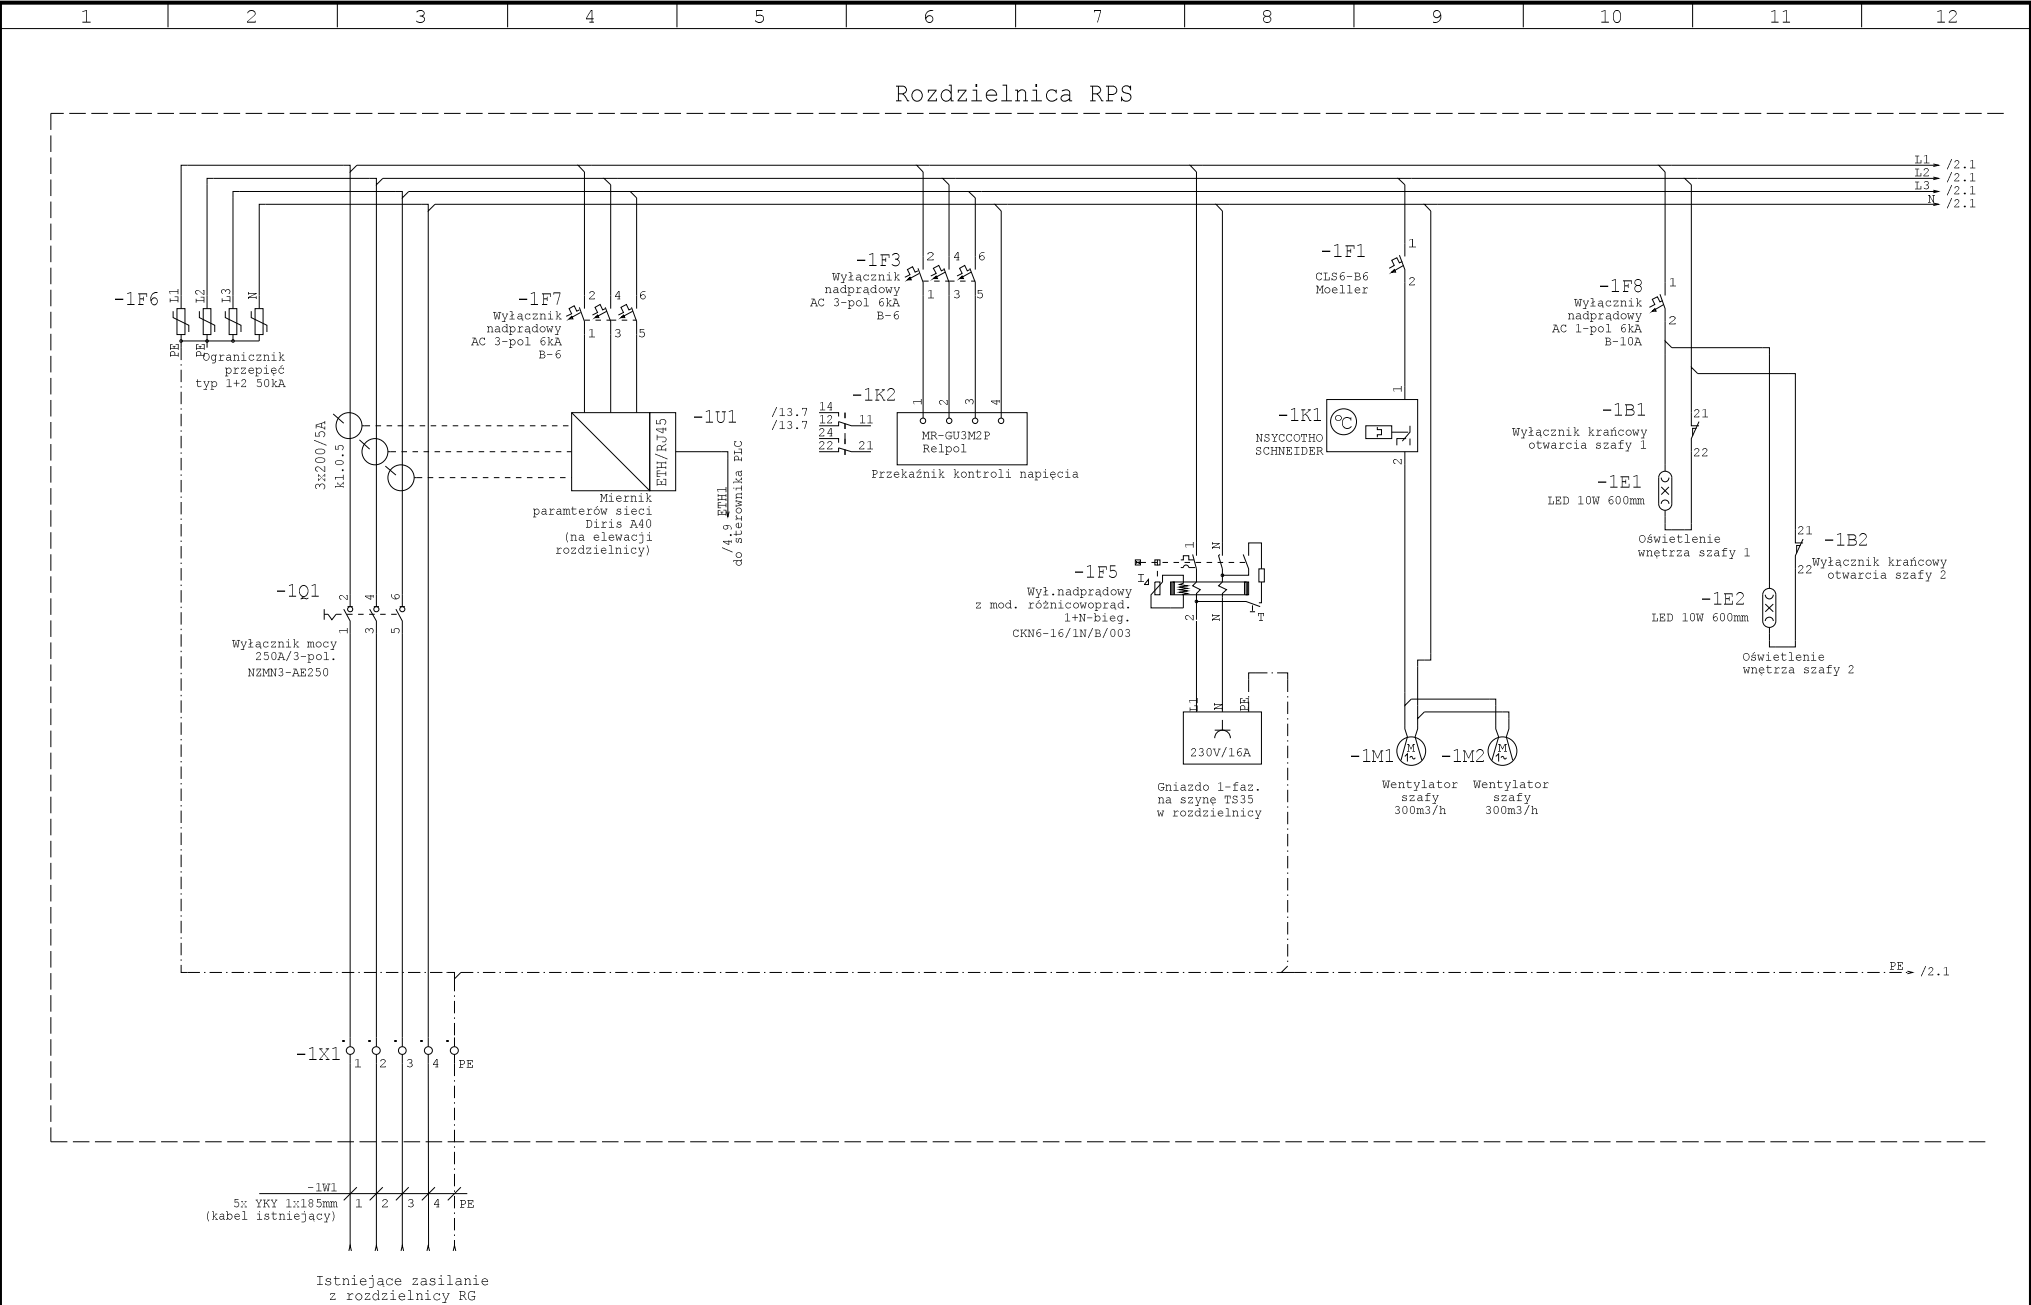 1 2 3 4 5 6 7 8 9 10 11 12
Rozdzielnica RPS
L1 /2.1
L2 /2.1
L3 /2.1
N /2.1
-1F6
L1 L2 L3 N
PE PE
Ogranicznik
przepięć
typ 1+2 50kA
-1F7
2 4 6
1 3 5
Wyłącznik
nadprądowy
AC 3-pol 6kA
B-6
3x200/5A
kl.0.5
-1U1
ETH/RJ45
Miernik
paramterów sieci
Diris A40
(na elewacji
rozdzielnicy)
/4.9 ETH1
do sterownika PLC
-1Q1
2 4 6
1 3 5
Wyłącznik mocy
250A/3-pol.
NZMN3-AE250
-1F3
2 4 6
1 3 5
Wyłącznik
nadprądowy
AC 3-pol 6kA
B-6
-1K2
/13.7 14
/13.7 12 11
24
22 21
1 2 3 4
MR-GU3M2P
Relpol
Przekaźnik kontroli napięcia
-1F5
1 N
I
T
2 N
Wył.nadprądowy
z mod. różnicowoprąd.
1+N-bieg.
CKN6-16/1N/B/003
L1 N PE
230V/16A
Gniazdo 1-faz.
na szynę TS35
w rozdzielnicy
-1F1
1
2
CLS6-B6
Moeller
-1K1
1
2
°C
NSYCCOTHO
SCHNEIDER
-1M1
M
1~
Wentylator
szafy
300m3/h
-1M2
M
1~
Wentylator
szafy
300m3/h
-1F8
1
2
Wyłącznik
nadprądowy
AC 1-pol 6kA
B-10A
-1B1
21
22
Wyłącznik krańcowy
otwarcia szafy 1
-1E1
LED 10W 600mm
Oświetlenie
wnętrza szafy 1
-1B2
21
22
Wyłącznik krańcowy
otwarcia szafy 2
-1E2
LED 10W 600mm
Oświetlenie
wnętrza szafy 2
PE /2.1
-1X1
1 2 3 4 PE
-1W1
5x YKY 1x185mm
(kabel istniejący)
1 2 3 4 PE
Istniejące zasilanie
z rozdzielnicy RG